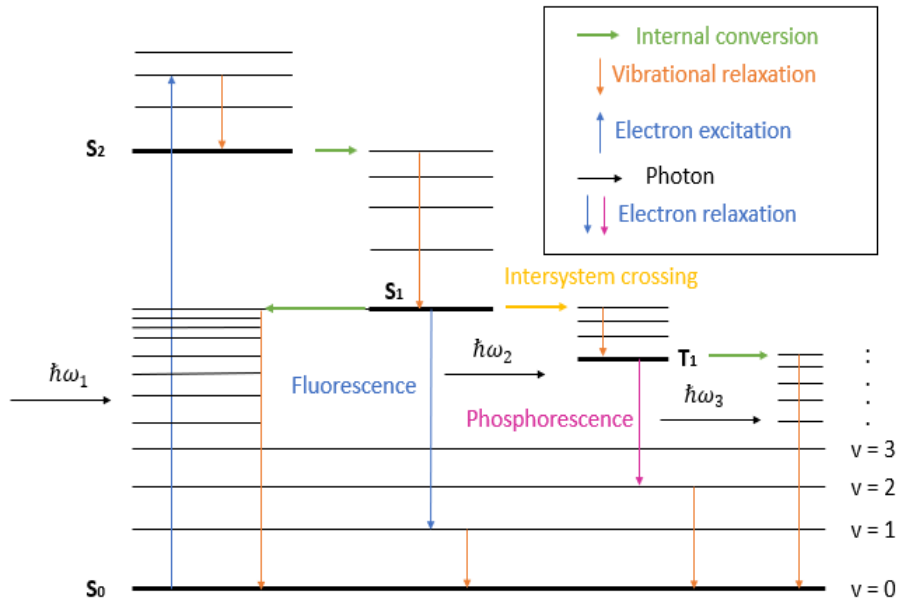 Internal conversion
Vibrational relaxation
Electron excitation
Photon
Electron relaxation
S₂
Intersystem crossing
S₁
ħω₁
Fluorescence
ħω₂
T₁
Phosphorescence
ħω₃
:
:
:
v = 3
v = 2
v = 1
S₀
v = 0